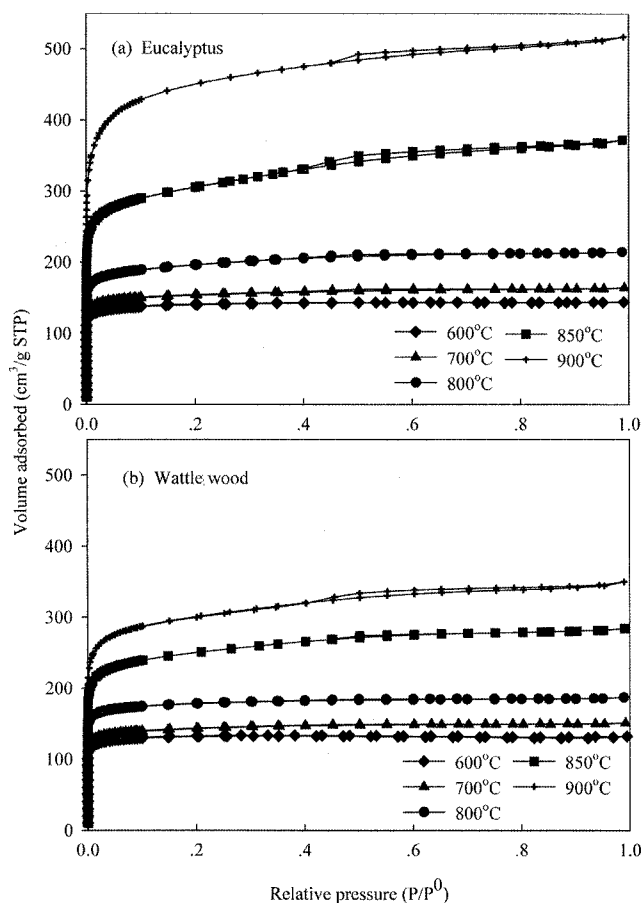 (a) Eucalyptus
500
400
300
200
100
0
600°C 850°C
700°C 900°C
800°C
0.0 .2 .4 .6 .8 1.0
Volume adsorbed (cm³/g STP)
(b) Wattle wood
500
400
300
200
100
0
600°C 850°C
700°C 900°C
800°C
0.0 .2 .4 .6 .8 1.0
Relative pressure (P/P⁰)